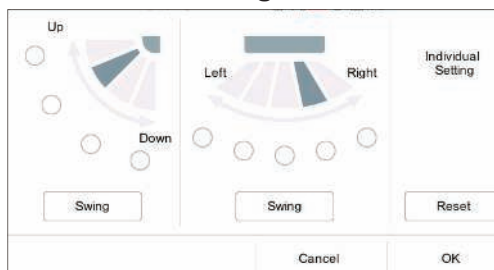 Up
Down
Swing
Left
Right
Swing
Individual
Setting
Reset
Cancel
OK